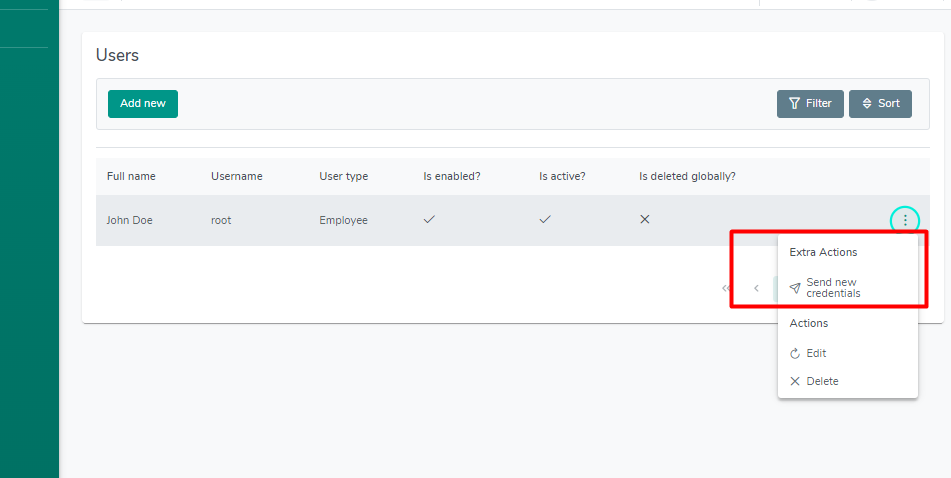 Users
Add new
Filter
Sort
Full name
Username
User type
Is enabled?
Is active?
Is deleted globally?
John Doe
root
Employee
Extra Actions
Send new
credentials
Actions
Edit
Delete